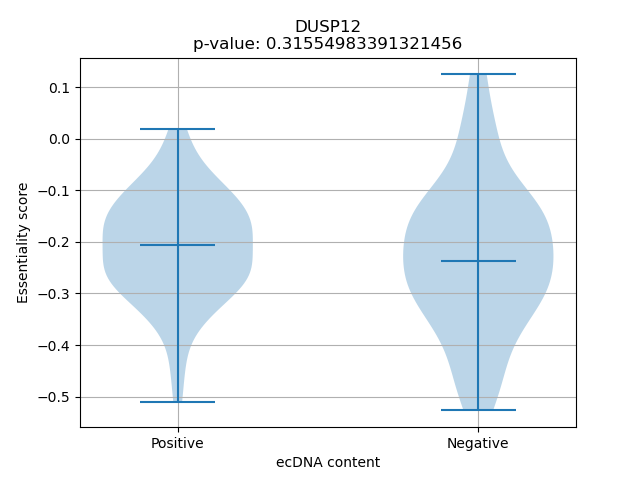 DUSP12
p-value: 0.31554983391321456
0.1
0.0
−0.1
−0.2
−0.3
−0.4
−0.5
Essentiality score
Positive
Negative
ecDNA content